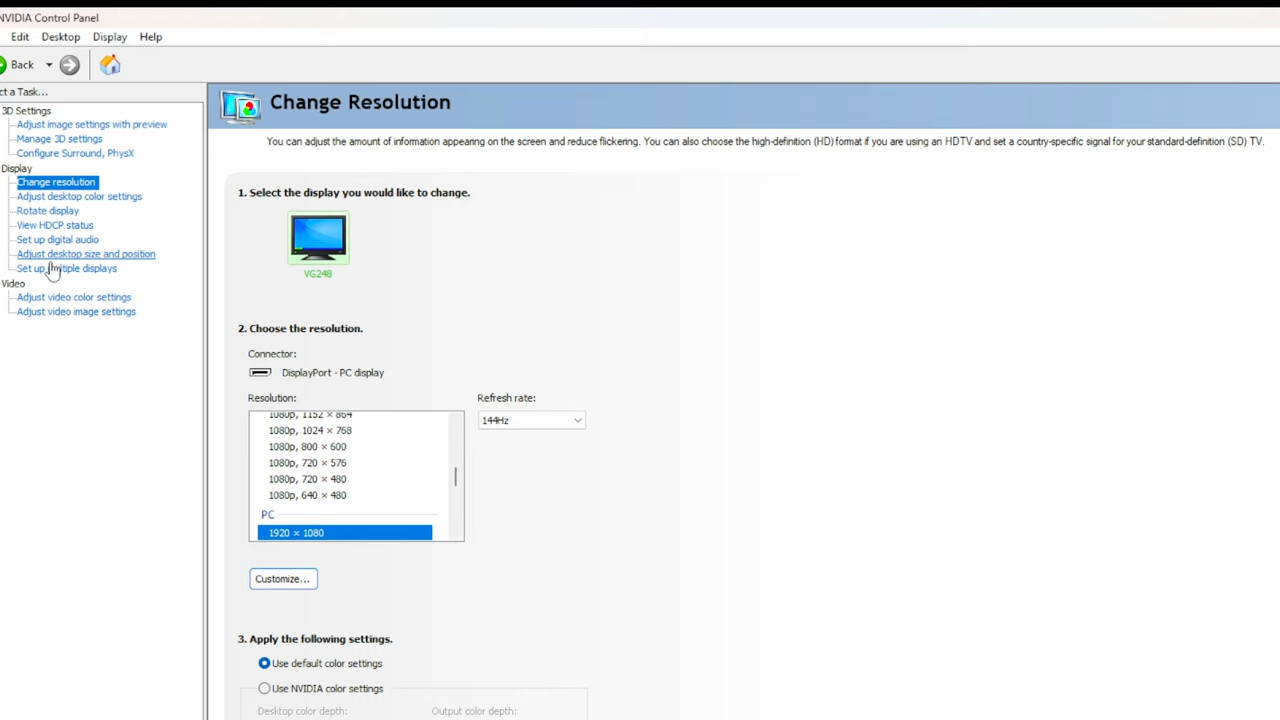 NVIDIA Control Panel
Edit Desktop Display Help
Back
ct a Task...
3D Settings
Adjust image settings with preview
Manage 3D settings
Configure Surround, PhysX
Display
Change resolution
Adjust desktop color settings
Rotate display
View HDCP status
Set up digital audio
Adjust desktop size and position
Set up multiple displays
Video
Adjust video color settings
Adjust video image settings
Change Resolution
You can adjust the amount of information appearing on the screen and reduce flickering. You can also choose the high-definition (HD) format if you are using an HDTV and set a country-specific signal for your standard-definition (SD) TV.
1. Select the display you would like to change.
VG248
2. Choose the resolution.
Connector:
DisplayPort - PC display
Resolution:
Refresh rate:
144Hz
1080p, 1152 × 864
1080p, 1024 × 768
1080p, 800 × 600
1080p, 720 × 576
1080p, 720 × 480
1080p, 640 × 480
PC
1920 × 1080
Customize...
3. Apply the following settings.
Use default color settings
Use NVIDIA color settings
Desktop color depth: Output color depth: